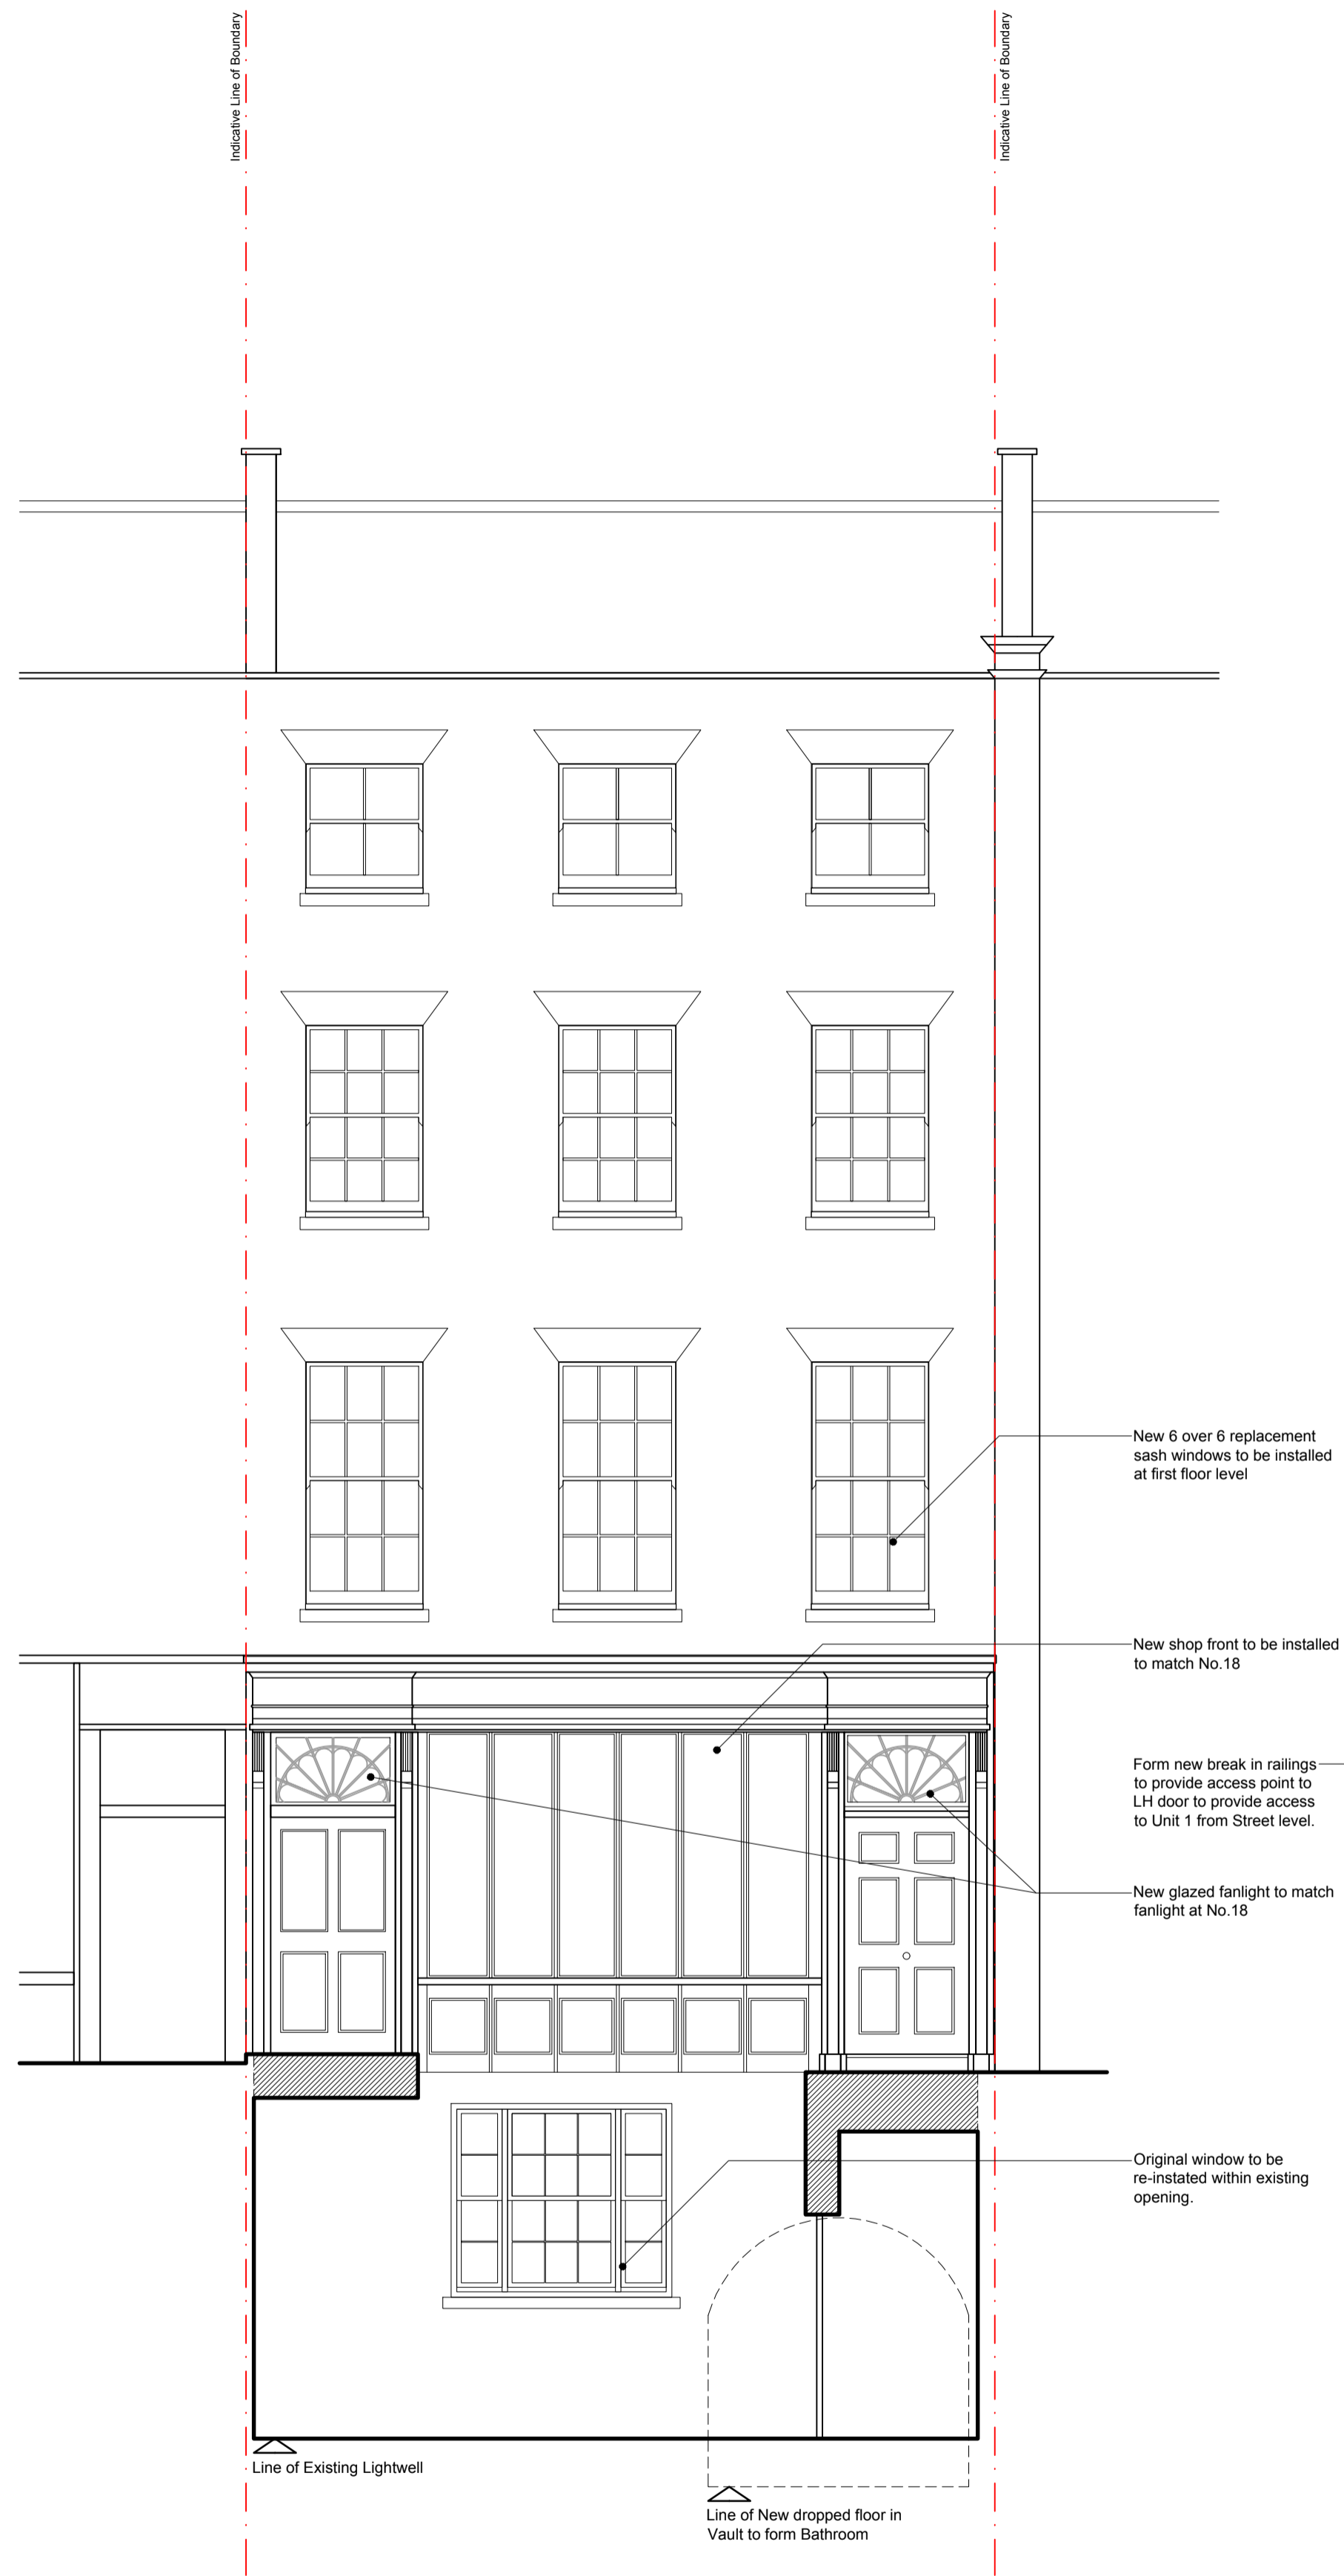 Indicative Line of Boundary
Indicative Line of Boundary
New 6 over 6 replacement
sash windows to be installed
at first floor level
New shop front to be installed
to match No.18
Form new break in railings
to provide access point to
LH door to provide access
to Unit 1 from Street level.
New glazed fanlight to match
fanlight at No.18
Original window to be
re-instated within existing
opening.
Line of Existing Lightwell
Line of New dropped floor in
Vault to form Bathroom